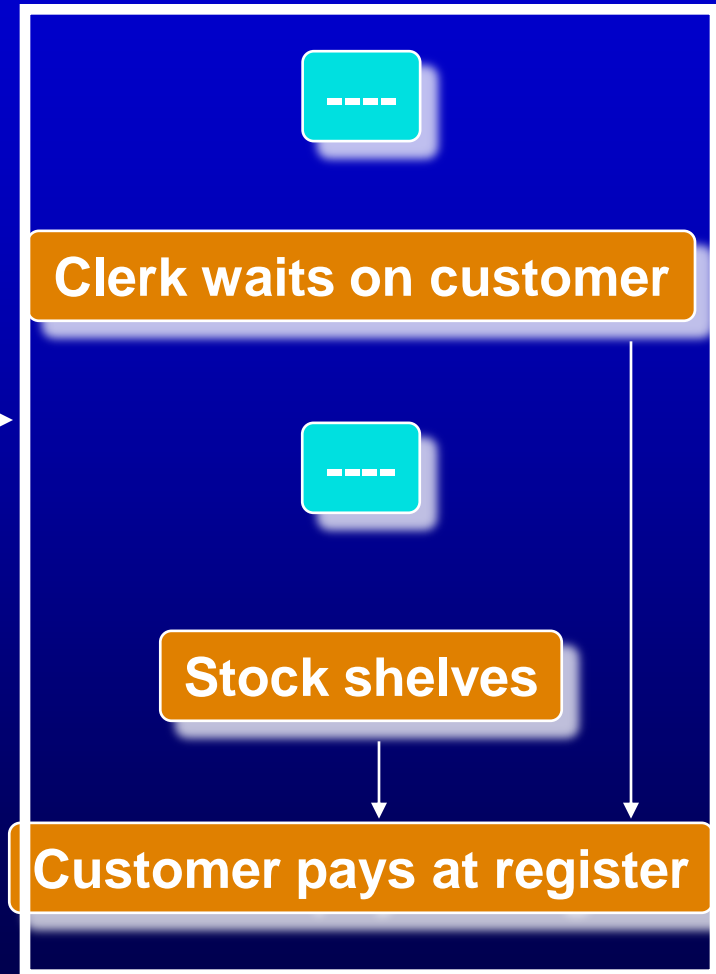 ----
Clerk waits on customer
----
Stock shelves
Customer pays at register